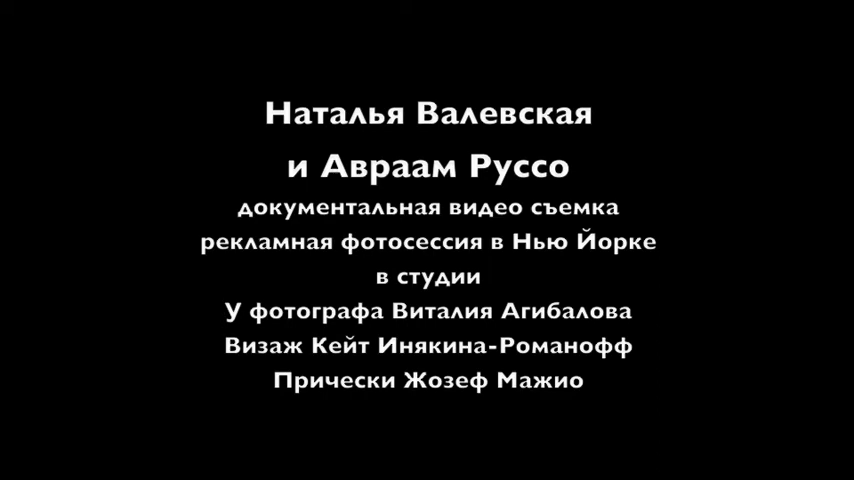 Наталья Валевская
и Авраам Руссо
документальная видео съемка
рекламная фотосессия в Нью Йорке
в студии
У фотографа Виталия Агибалова
Визаж Кейт Инякина-Романофф
Прически Жозеф Мажио